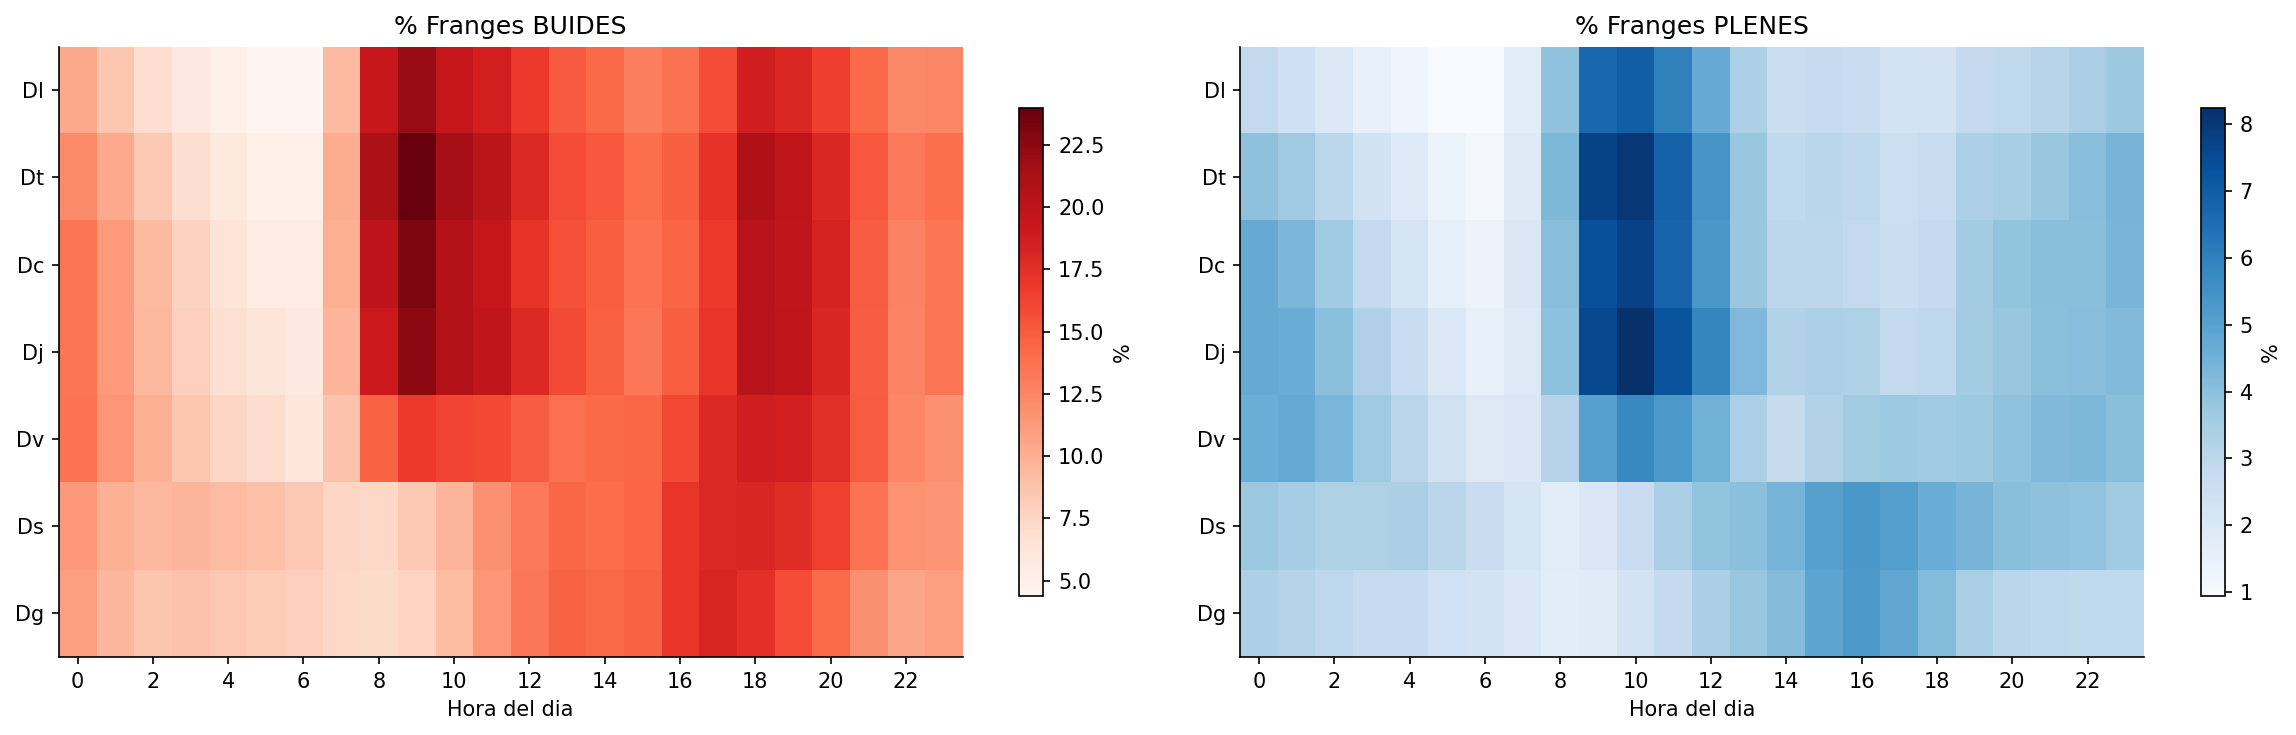 % Franges BUIDES
Dl
Dt
Dc
Dj
Dv
Ds
Dg
0 2 4 6 8 10 12 14 16 18 20 22
Hora del dia
22.5
20.0
17.5
15.0
12.5
10.0
7.5
5.0
%
% Franges PLENES
Dl
Dt
Dc
Dj
Dv
Ds
Dg
0 2 4 6 8 10 12 14 16 18 20 22
Hora del dia
8
7
6
5
4
3
2
1
%